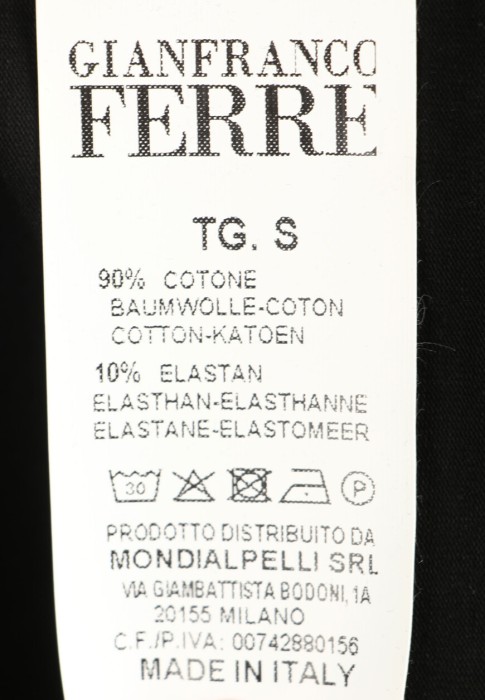 GIANFRANCO
FERRE
TG. S
90% COTONE
BAUMWOLLE-COTON
COTTON-KATOEN
10% ELASTAN
ELASTHAN-ELASTHANNE
ELASTANE-ELASTOMEER
30 P
PRODOTTO DISTRIBUITO DA
MONDIALPELLI SRL
VIA GIAMBATTISTA BODONI, 1A
20155 MILANO
C.F./P.IVA: 00742880156
MADE IN ITALY